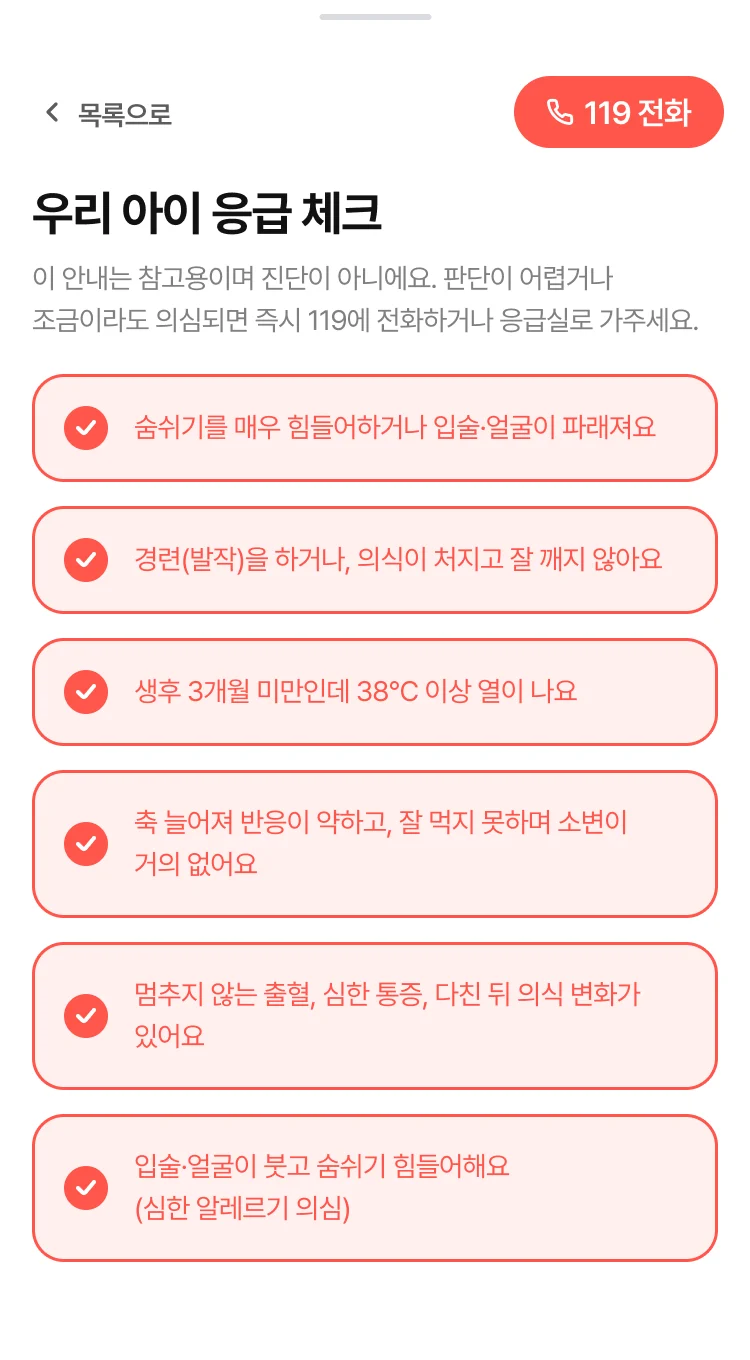 목록으로
119 전화
우리 아이 응급 체크
이 안내는 참고용이며 진단이 아니에요. 판단이 어렵거나
조금이라도 의심되면 즉시 119에 전화하거나 응급실로 가주세요.
숨쉬기를 매우 힘들어하거나 입술·얼굴이 파래져요
경련(발작)을 하거나, 의식이 처지고 잘 깨지 않아요
생후 3개월 미만인데 38°C 이상 열이 나요
축 늘어져 반응이 약하고, 잘 먹지 못하며 소변이
거의 없어요
멈추지 않는 출혈, 심한 통증, 다친 뒤 의식 변화가
있어요
입술·얼굴이 붓고 숨쉬기 힘들어해요
(심한 알레르기 의심)